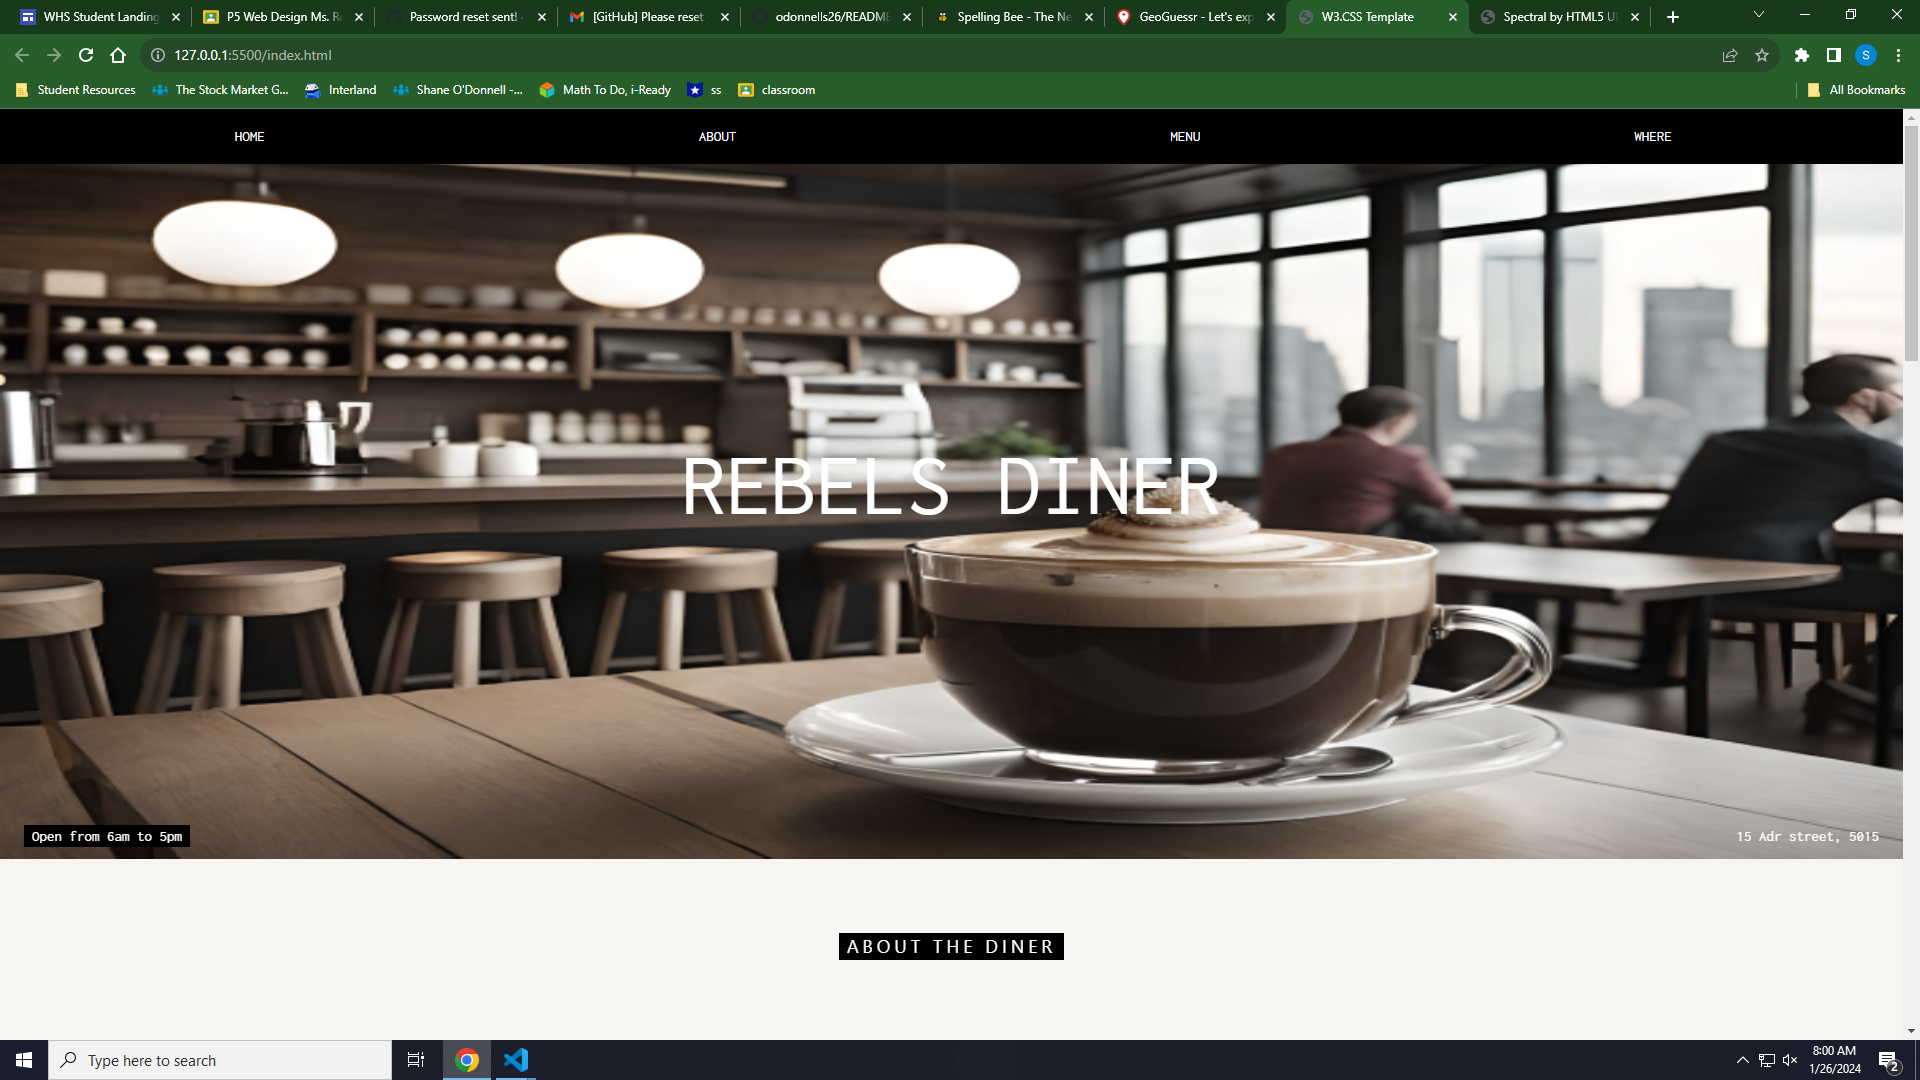 WHS Student Landing
P5 Web Design Ms. R
Password reset sent! ·
[GitHub] Please reset
odonnells26/README
Spelling Bee - The Ne
GeoGuessr - Let's exp
W3.CSS Template
Spectral by HTML5 U
127.0.0.1:5500/index.html
S
Student Resources
The Stock Market G...
Interland
Shane O'Donnell -...
Math To Do, i-Ready
ss
classroom
All Bookmarks
HOME
ABOUT
MENU
WHERE
REBELS DINER
Open from 6am to 5pm
15 Adr street, 5015
ABOUT THE DINER
Type here to search
8:00 AM
1/26/2024
2